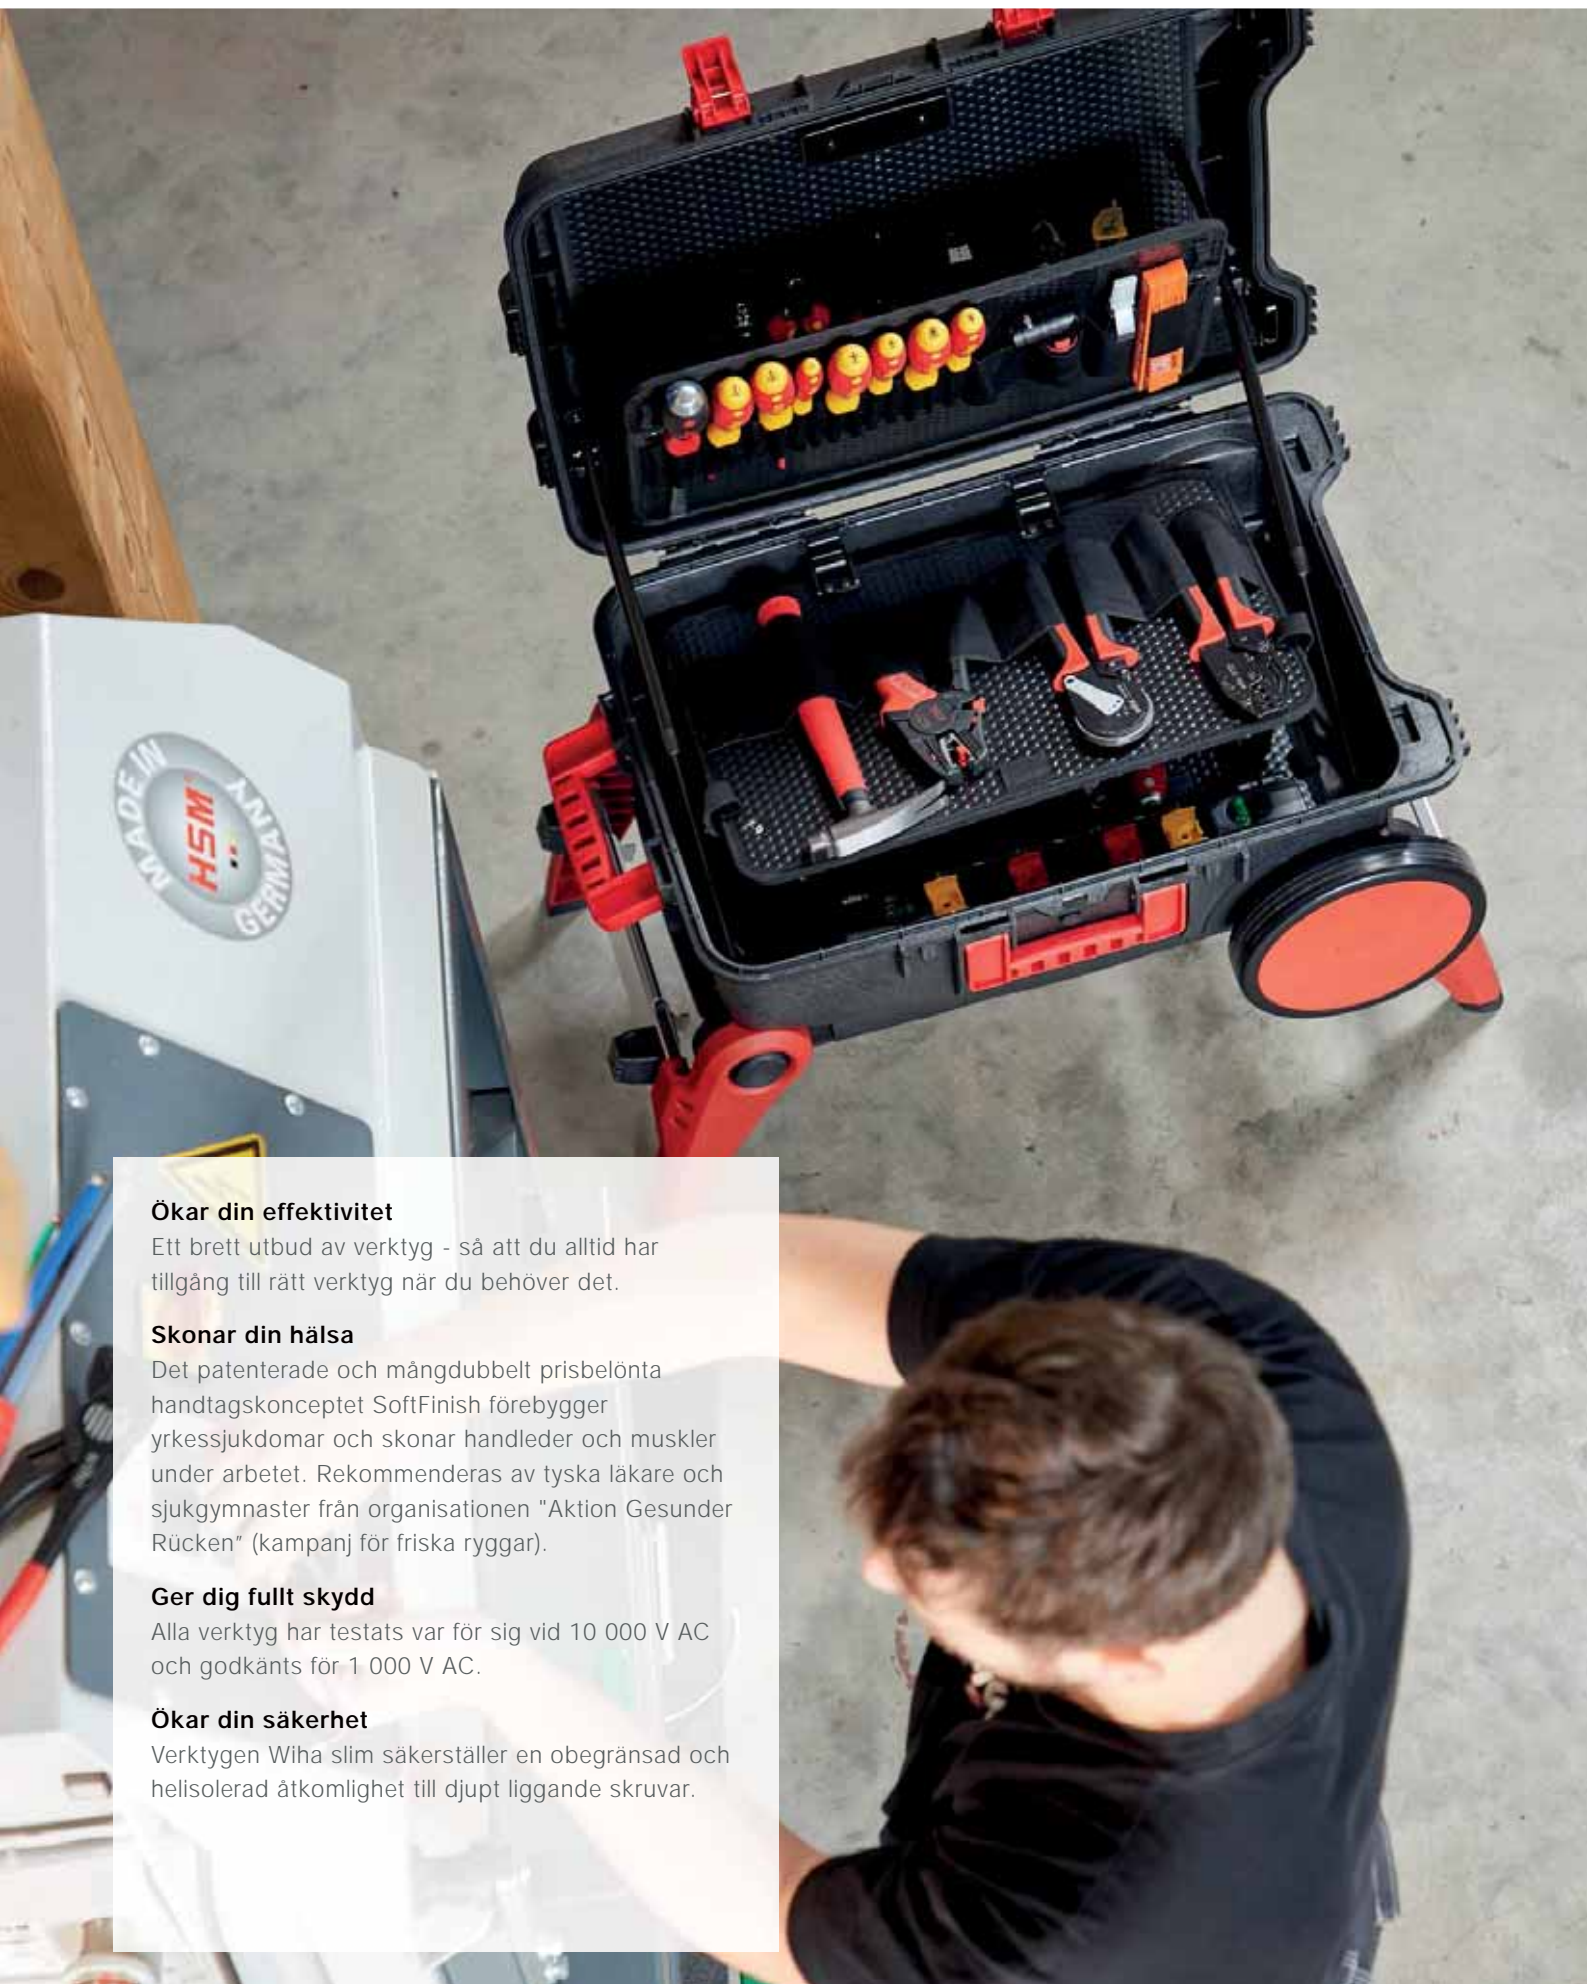 MADE IN
HSM
GERMANY
Ökar din effektivitet
Ett brett utbud av verktyg - så att du alltid har
tillgång till rätt verktyg när du behöver det.
Skonar din hälsa
Det patenterade och mångdubbelt prisbelönta
handtagskonceptet SoftFinish förebygger
yrkessjukdomar och skonar handleder och muskler
under arbetet. Rekommenderas av tyska läkare och
sjukgymnaster från organisationen "Aktion Gesunder
Rücken” (kampanj för friska ryggar).
Ger dig fullt skydd
Alla verktyg har testats var för sig vid 10 000 V AC
och godkänts för 1 000 V AC.
Ökar din säkerhet
Verktygen Wiha slim säkerställer en obegränsad och
helisolerad åtkomlighet till djupt liggande skruvar.